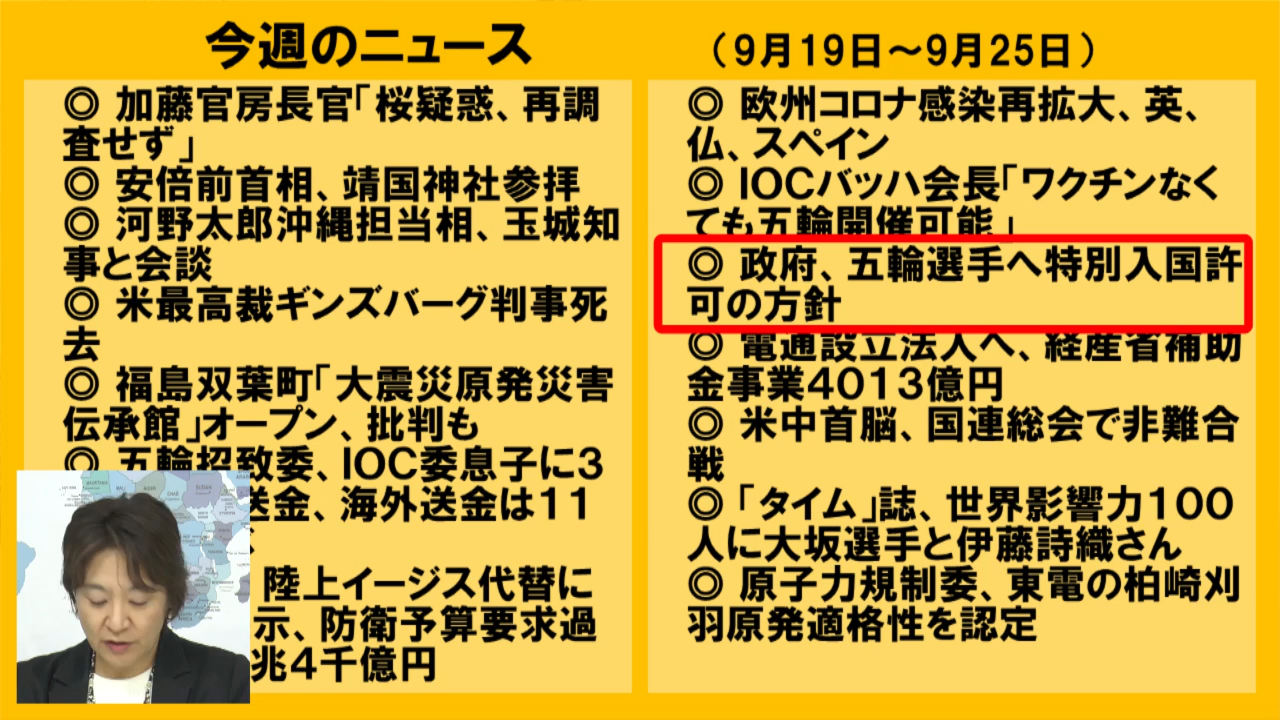 今週のニュース
（9月19日～9月25日）
◎ 加藤官房長官「桜疑惑、再調
査せず」
◎ 安倍前首相、靖国神社参拝
◎ 河野太郎沖縄担当相、玉城知
事と会談
◎ 米最高裁ギンズバーグ判事死
去
◎ 福島双葉町「大震災原発災害
伝承館」オープン、批判も
◎ 五輪招致委、IOC委息子に3
送金、海外送金は11
陸上イージス代替に
示、防衛予算要求過
兆4千億円
◎ 欧州コロナ感染再拡大、英、
仏、スペイン
◎ IOCバッハ会長「ワクチンなく
ても五輪開催可能」
◎ 政府、五輪選手へ特別入国許
可の方針
◎ 電通設立法人へ、経産省補助
金事業4013億円
◎ 米中首脳、国連総会で非難合
戦
◎ 「タイム」誌、世界影響力100
人に大坂選手と伊藤詩織さん
◎ 原子力規制委、東電の柏崎刈
羽原発適格性を認定